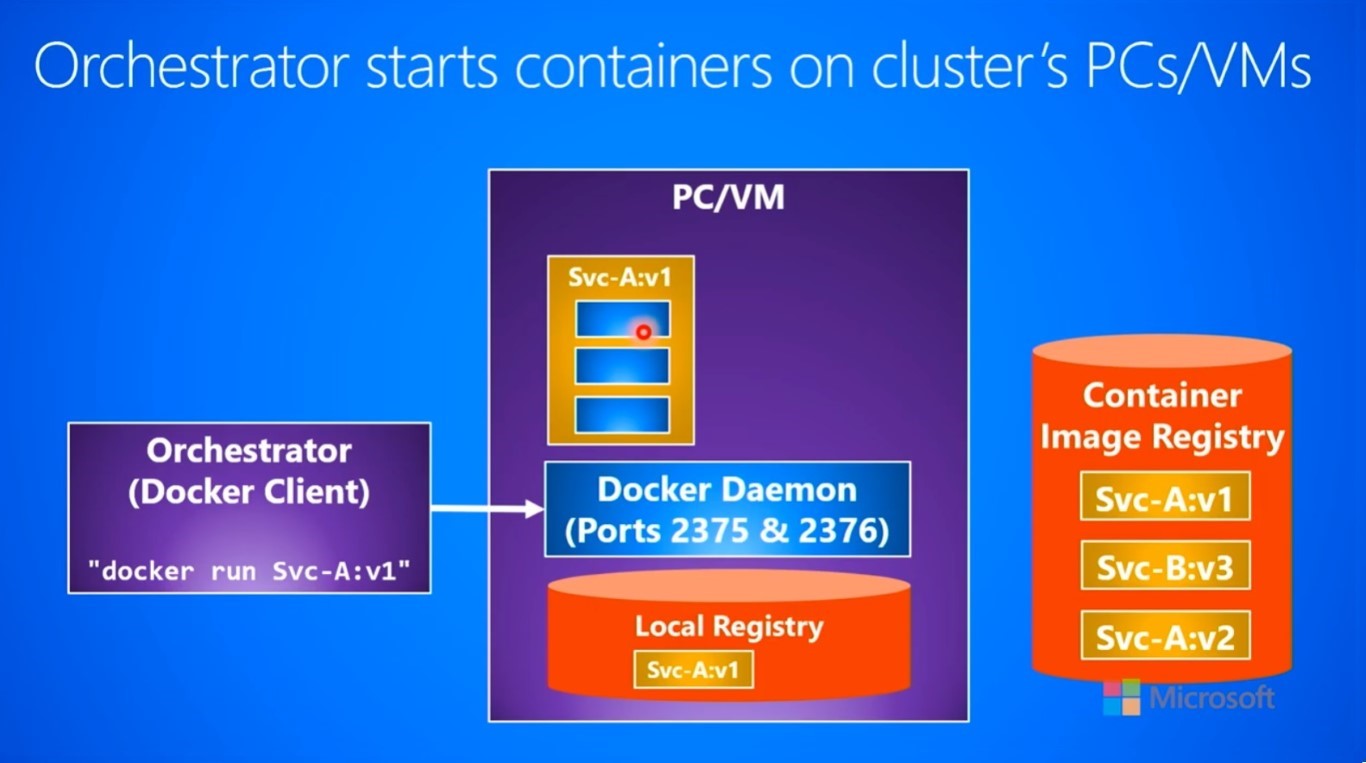 Orchestrator starts containers on cluster's PCs/VMs
PC/VM
Svc-A:v1
Orchestrator
(Docker Client)
"docker run Svc-A:v1"
Docker Daemon
(Ports 2375 & 2376)
Local Registry
Svc-A:v1
Container
Image Registry
Svc-A:v1
Svc-B:v3
Svc-A:v2
Microsoft